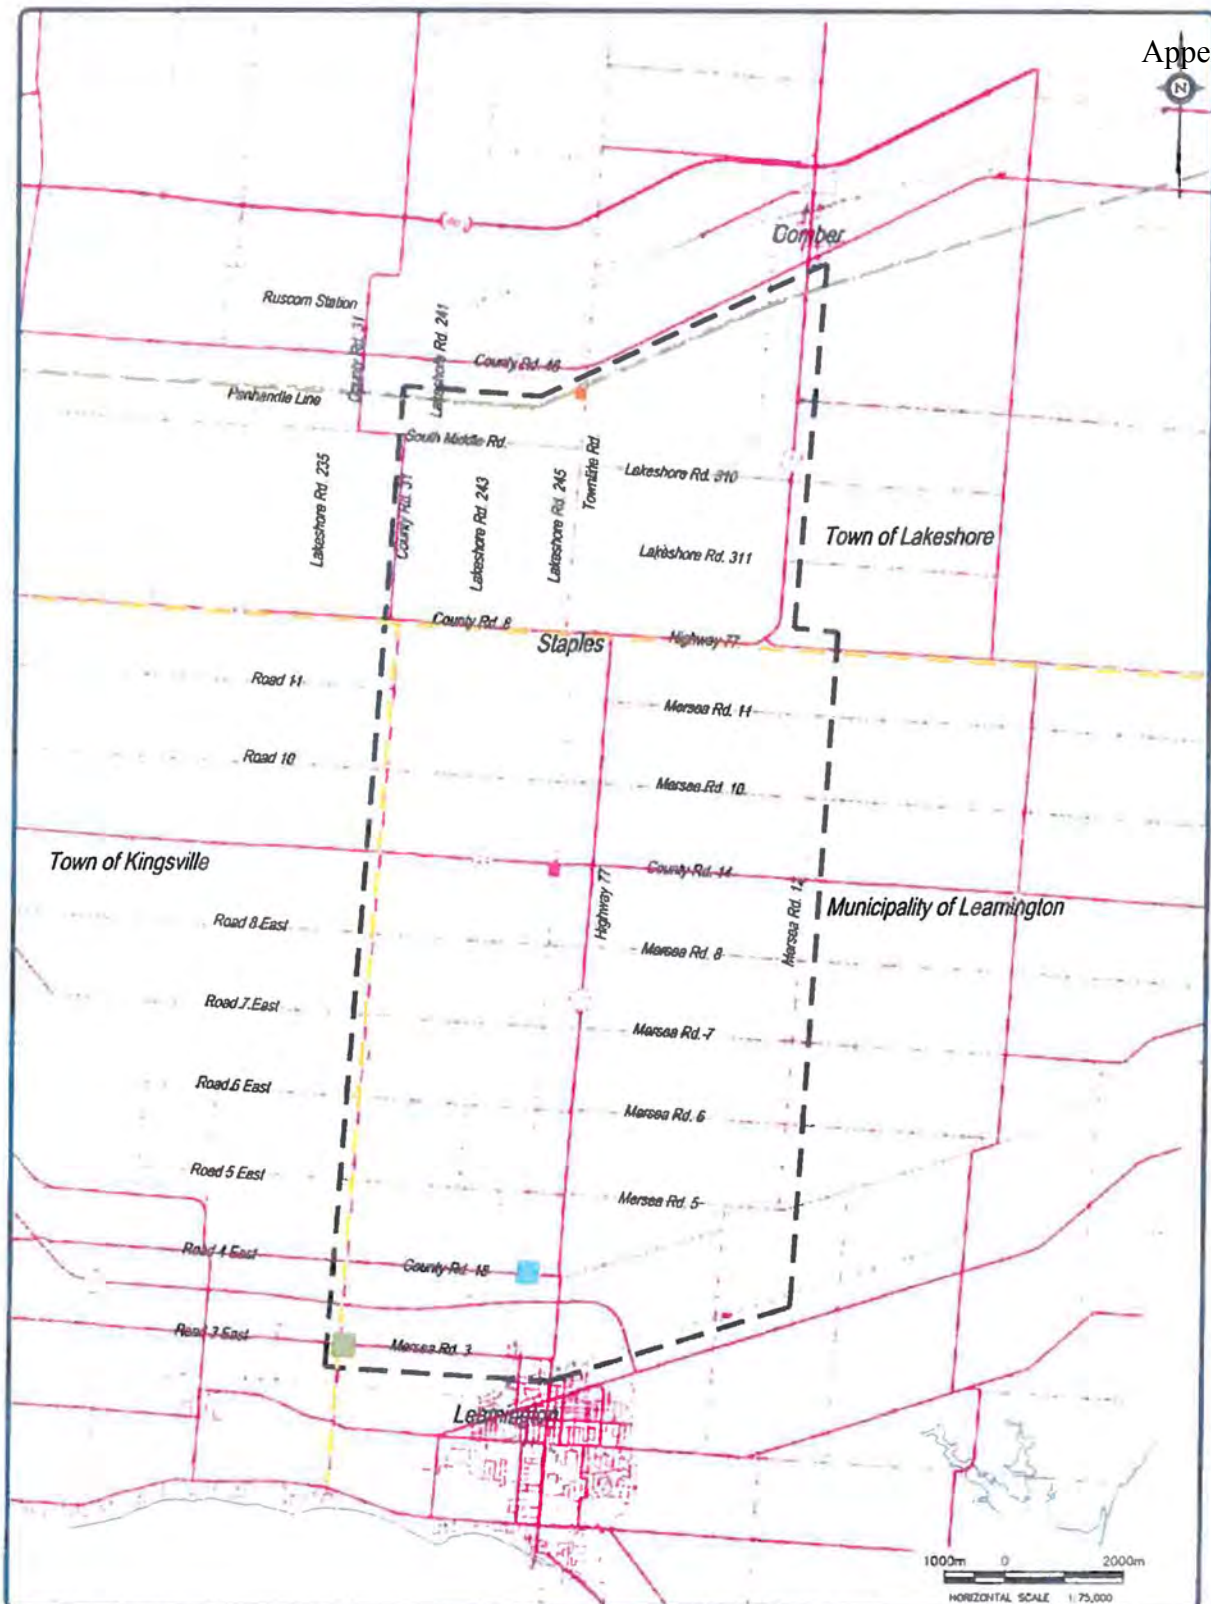 Appe
N
Comber
Ruscom Station
County Rd. 31
Lakeshore Rd. 241
County Rd. 46
Panhandle Line
South Middle Rd.
Lakeshore Rd. 235
County Rd. 31
Lakeshore Rd. 243
Lakeshore Rd. 245
Townline Rd.
Lakeshore Rd. 310
Town of Lakeshore
Lakeshore Rd. 311
County Rd. 8
Staples
Highway 77
Road 11
Mersea Rd. 11
Road 10
Mersea Rd. 10
Town of Kingsville
County Rd. 14
Highway 77
Mersea Rd. 12
Municipality of Leamington
Road 8 East
Mersea Rd. 8
Road 7 East
Mersea Rd. 7
Road 6 East
Mersea Rd. 6
Road 5 East
Mersea Rd. 5
Road 4 East
County Rd. 18
Road 3 East
Mersea Rd. 3
Leamington
1000m 0 2000m
HORIZONTAL SCALE 1:75,000